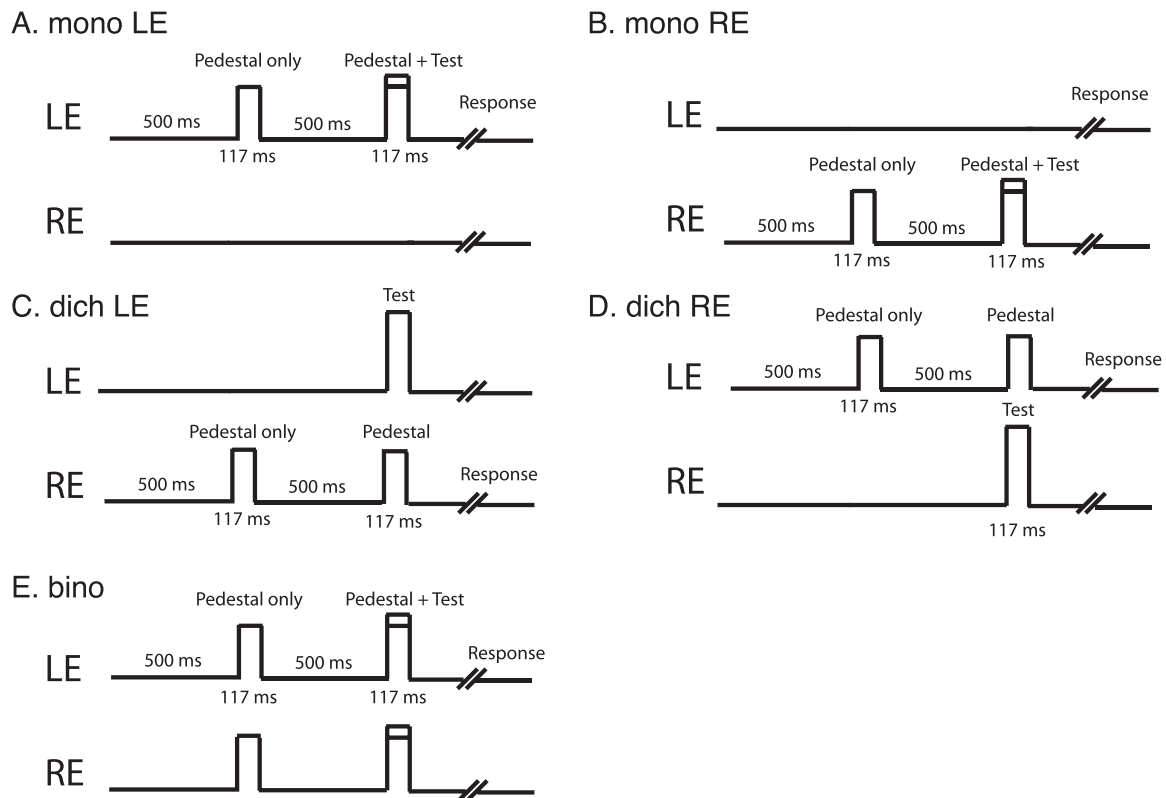 A. mono LE
Pedestal only Pedestal + Test
LE 500 ms 500 ms Response
117 ms 117 ms
RE
B. mono RE
Response
LE
Pedestal only Pedestal + Test
RE 500 ms 500 ms
117 ms 117 ms
C. dich LE
Test
LE
Pedestal only Pedestal
RE 500 ms 500 ms Response
117 ms 117 ms
D. dich RE
Pedestal only Pedestal
LE 500 ms 500 ms Response
117 ms
Test
RE
117 ms
E. bino
Pedestal only Pedestal + Test
LE 500 ms 500 ms Response
117 ms 117 ms
RE